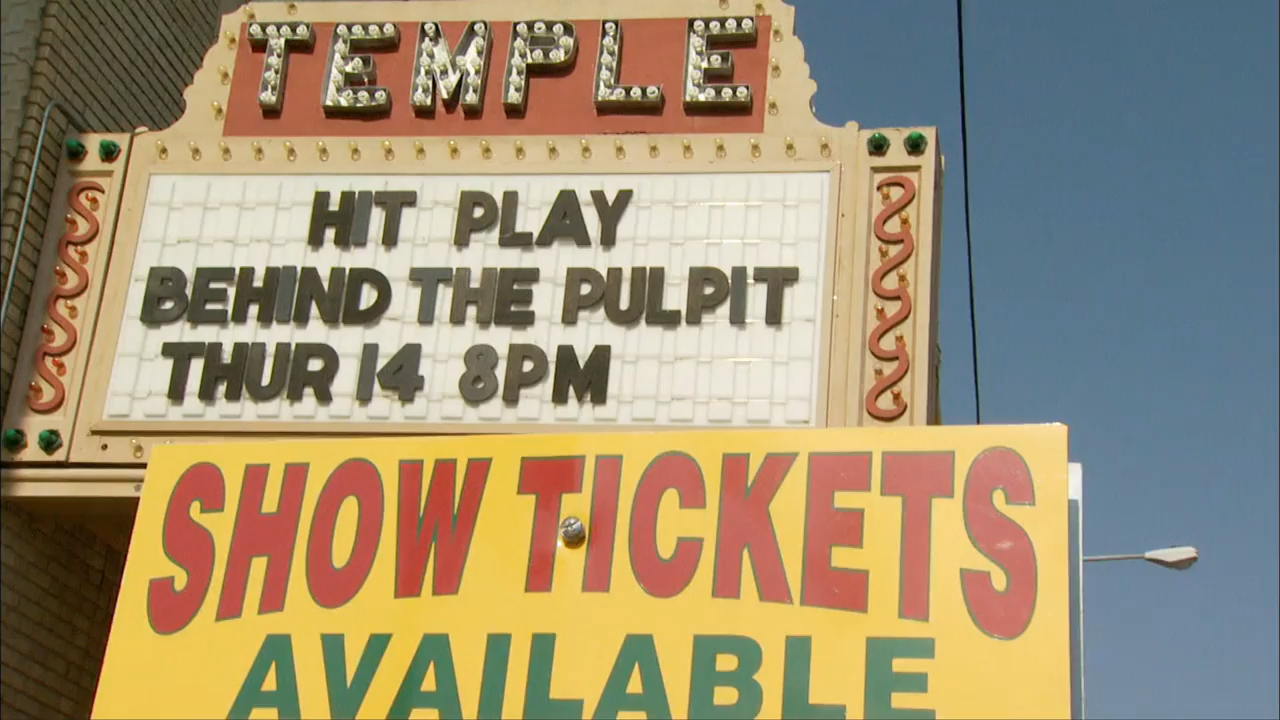 TEMPLE
HIT PLAY
BEHIND THE PULPIT
THUR 14 8PM
SHOW TICKETS
AVAILABLE